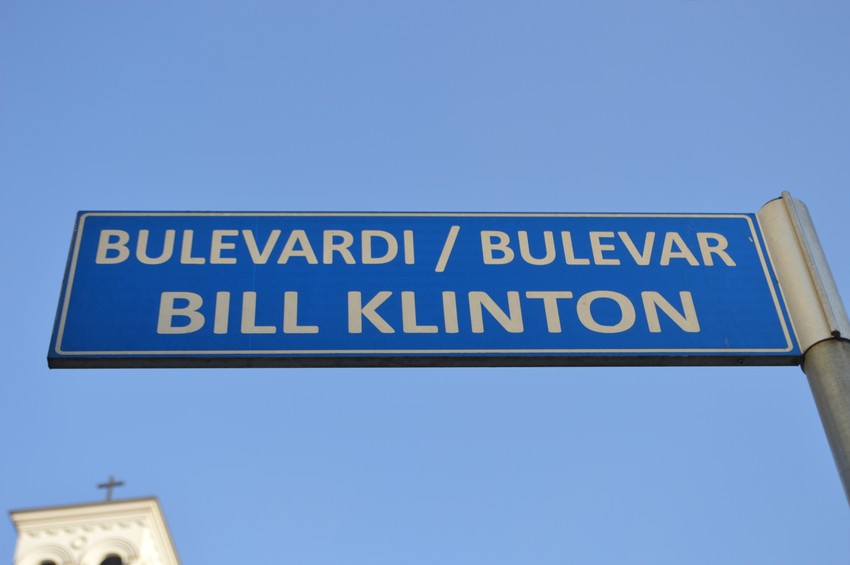 BULEVARDI / BULEVAR
BILL KLINTON